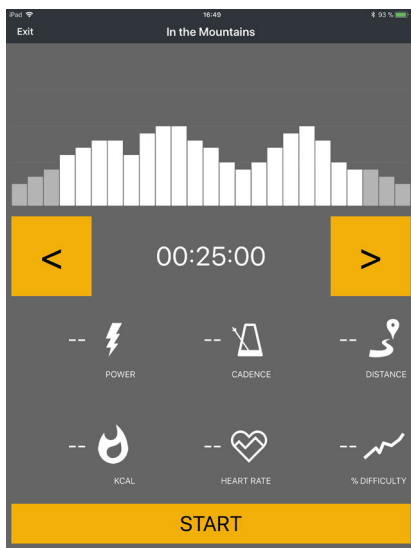 iPad 16:49 93 %
Exit In the Mountains
< 00:25:00 >
-- -- --
POWER CADENCE DISTANCE
-- -- --
KCAL HEART RATE % DIFFICULTY
START